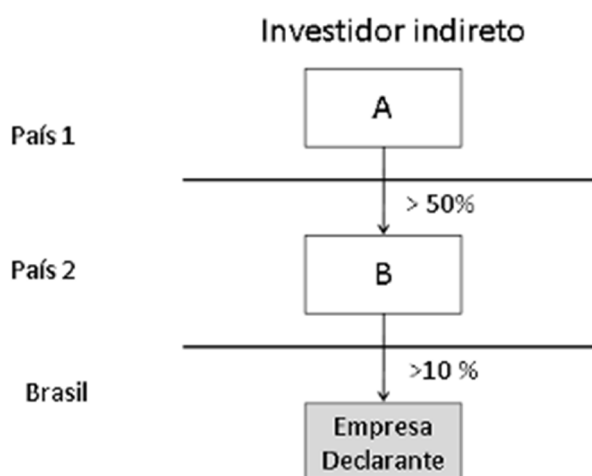 Investidor indireto
A
País 1
> 50%
País 2
B
>10 %
Brasil
Empresa
Declarante